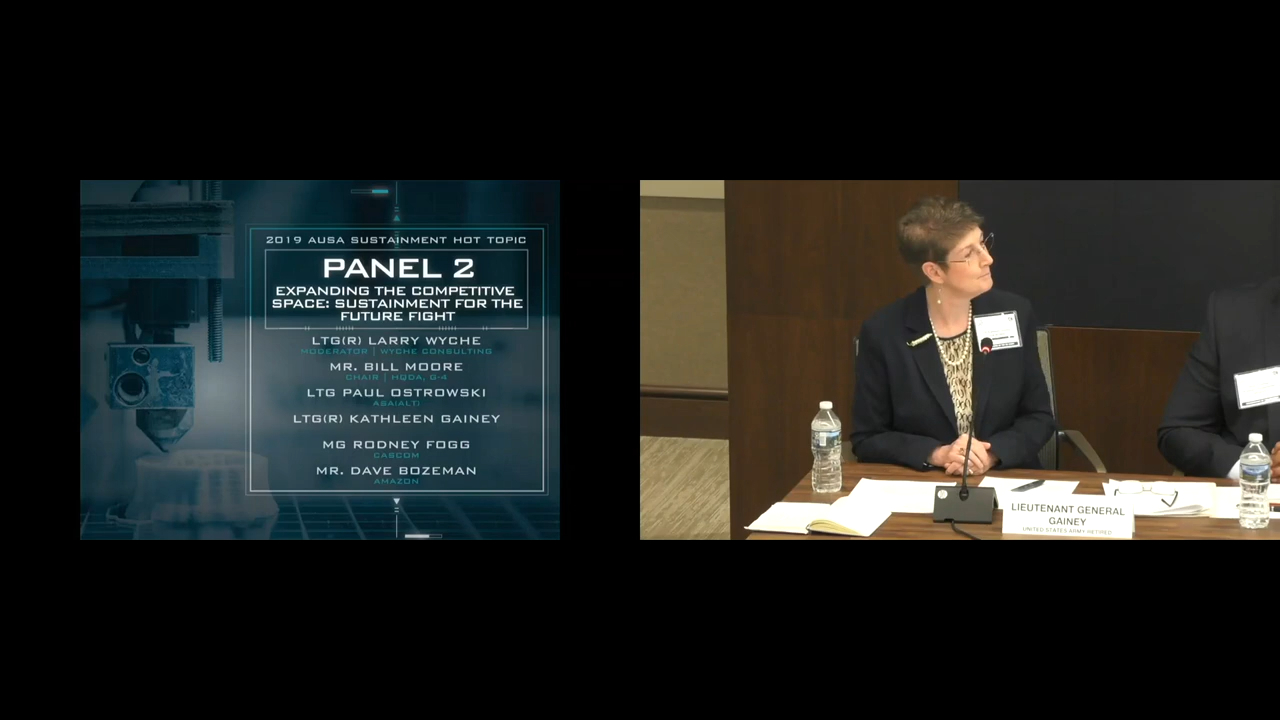 2019 AUSA SUSTAINMENT HOT TOPIC
PANEL 2
EXPANDING THE COMPETITIVE
SPACE: SUSTAINMENT FOR THE
FUTURE FIGHT
LTG(R) LARRY WYCHE
MODERATOR | WYCHE CONSULTING
MR. BILL MOORE
CHAIR | HQDA, G-4
LTG PAUL OSTROWSKI
ASA(ALT)
LTG(R) KATHLEEN GAINEY
MG RODNEY FOGG
CASCOM
MR. DAVE BOZEMAN
AMAZON
LIEUTENANT GENERAL
GAINEY
UNITED STATES ARMY RETIRED